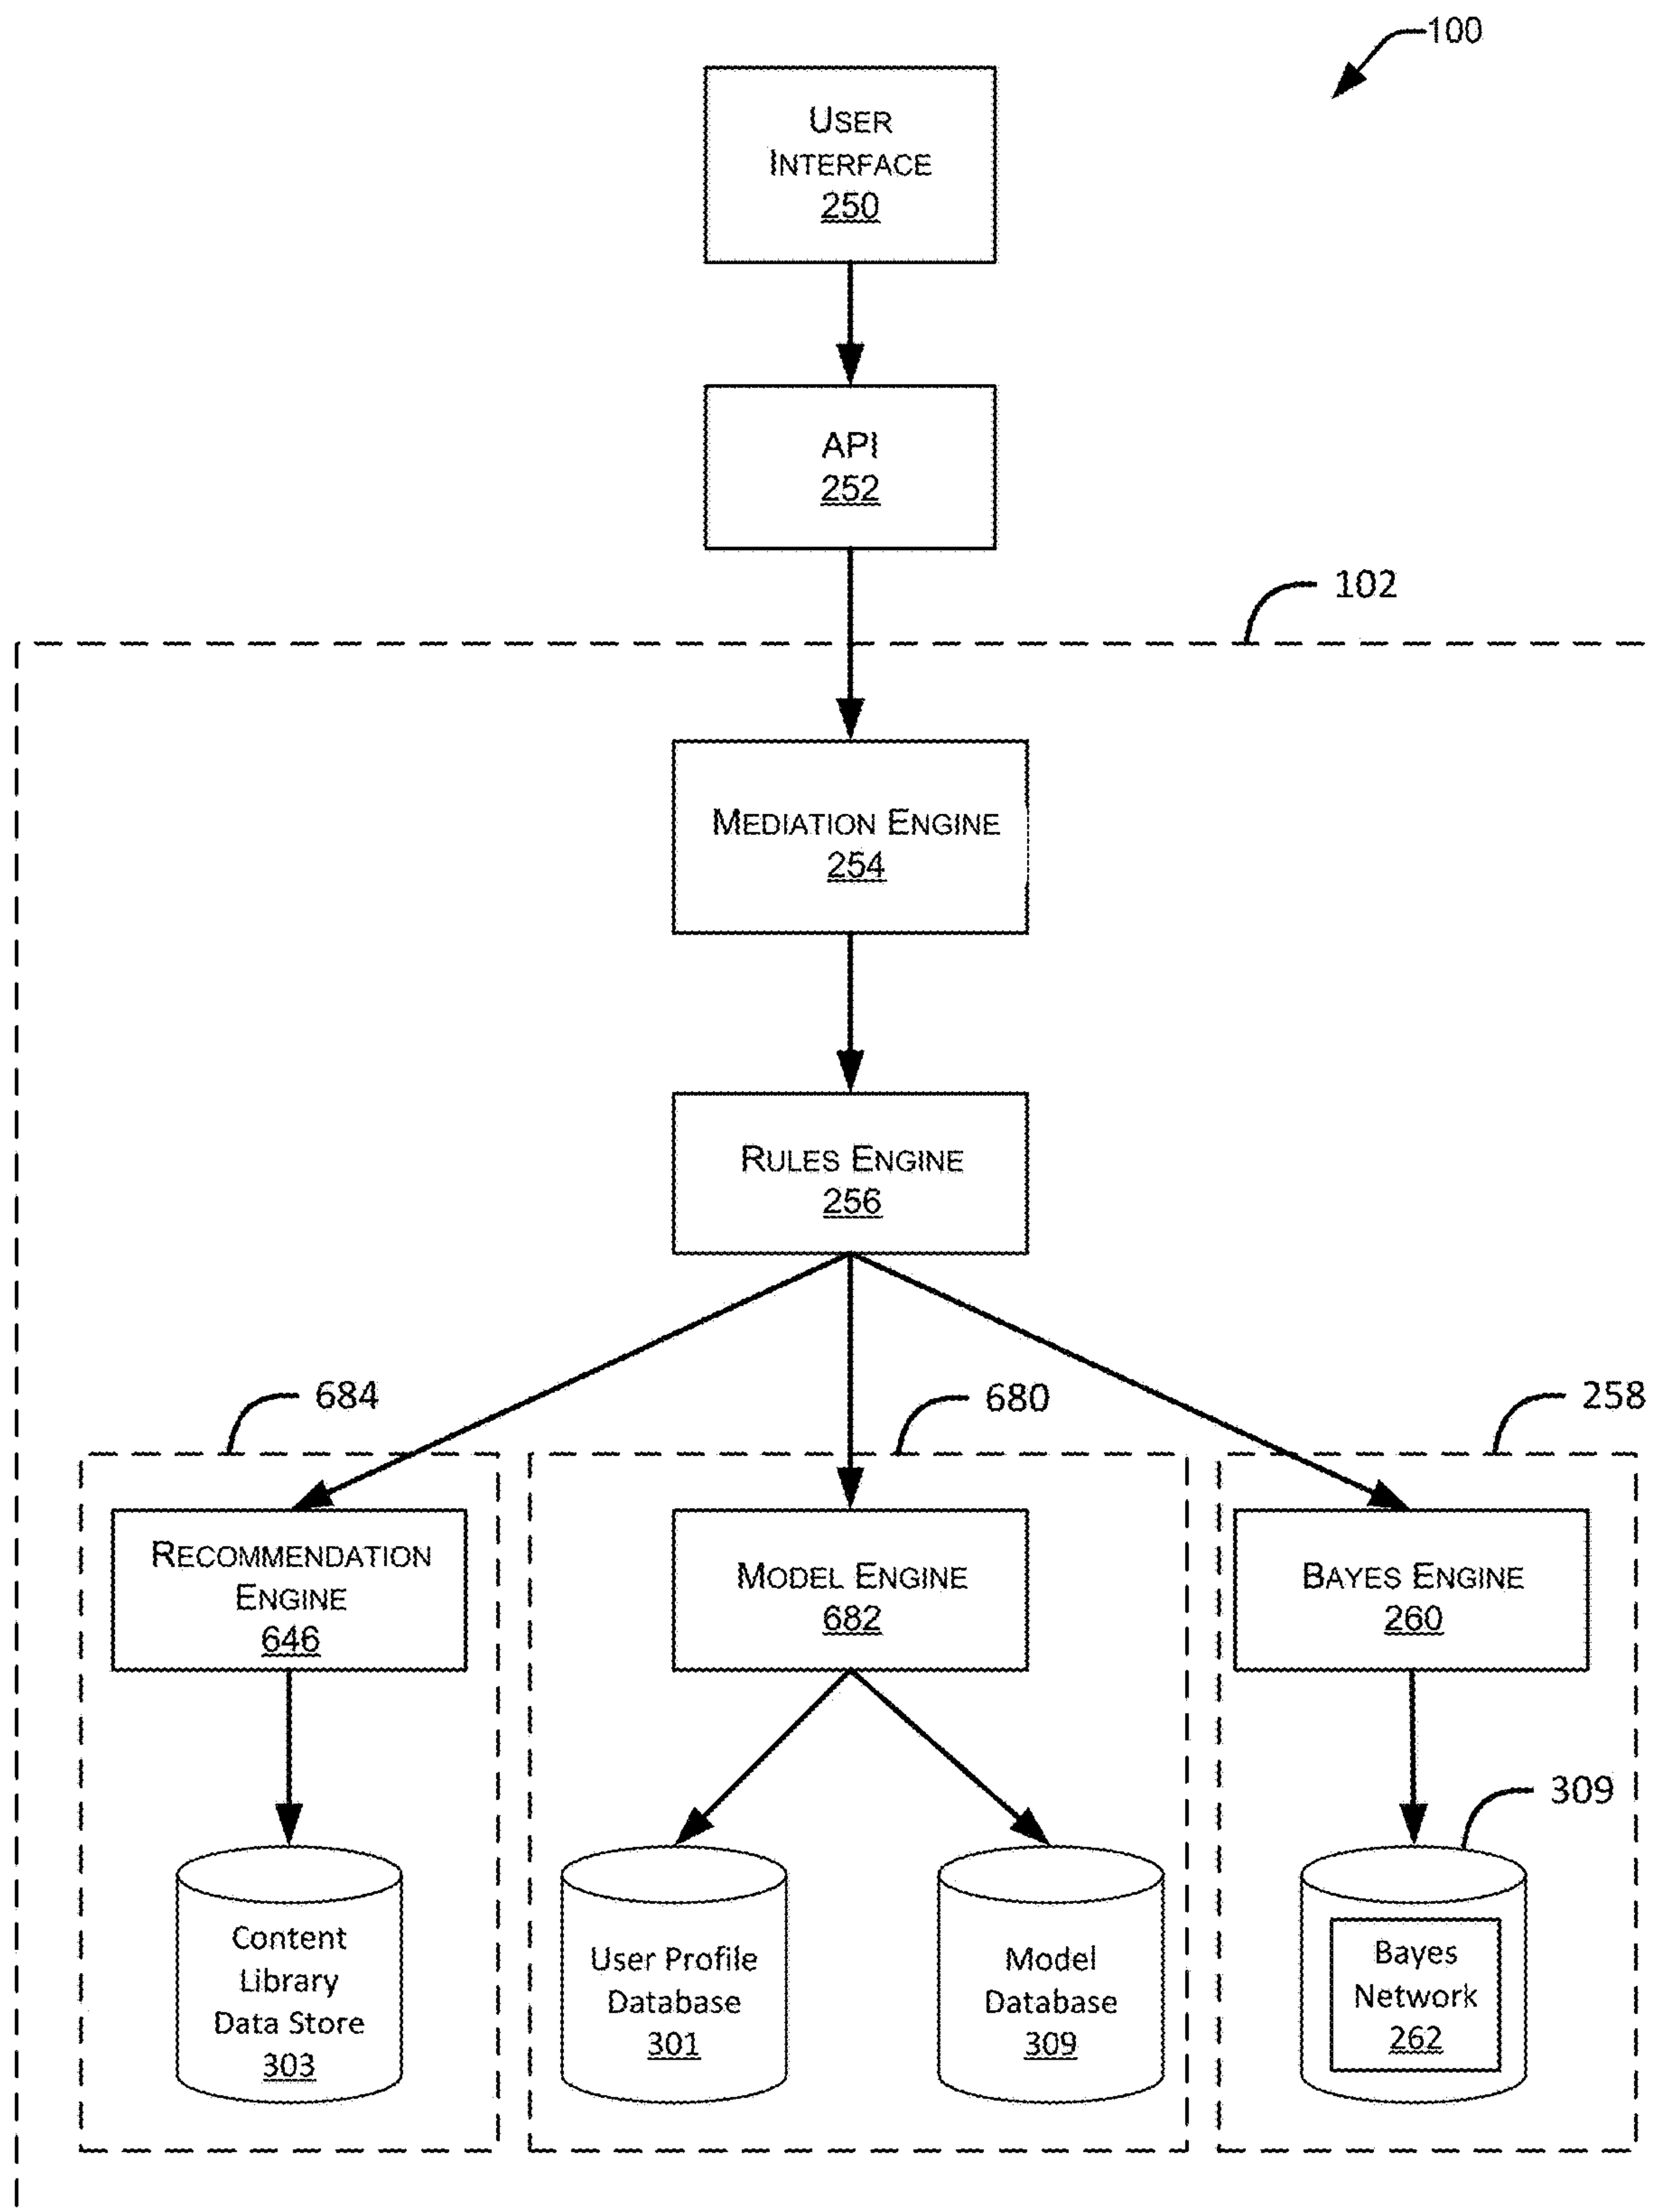 100
USER
INTERFACE
250
API
252
102
MEDIATION ENGINE
254
RULES ENGINE
256
684
680
258
RECOMMENDATION
ENGINE
646
MODEL ENGINE
682
BAYES ENGINE
260
309
Content
Library
Data Store
303
User Profile
Database
301
Model
Database
309
Bayes
Network
262